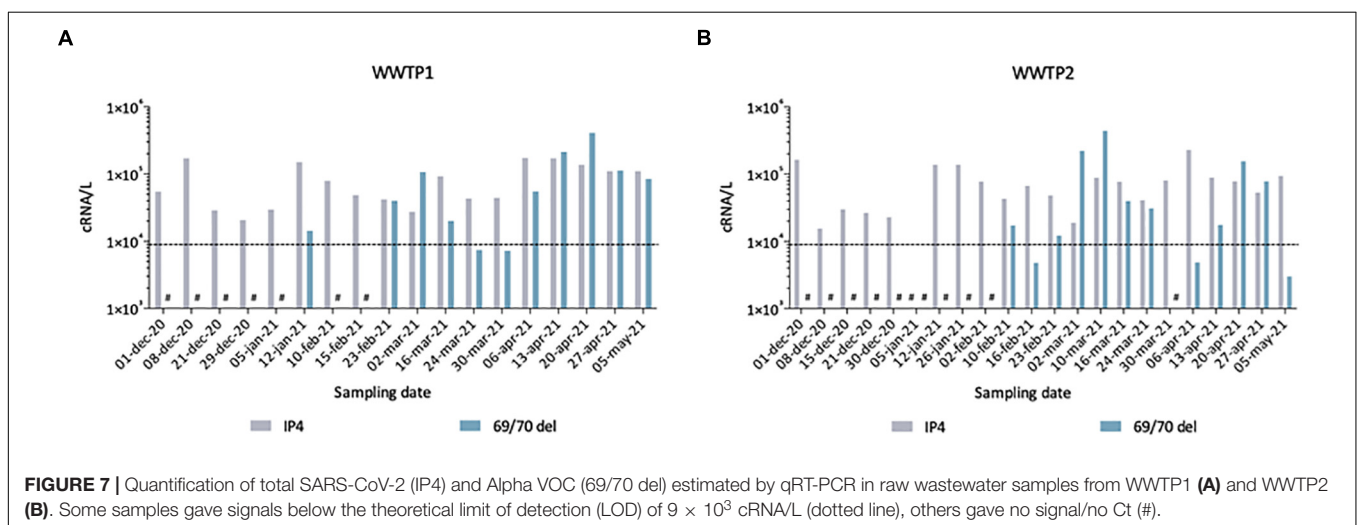 A
B
WWTP1
WWTP2
1×10⁶
1×10⁵
1×10⁴
1×10³
cRNA/L
# # # # # # #
01-dec-20 08-dec-20 21-dec-20 29-dec-20 05-jan-21 12-jan-21 10-feb-21 15-feb-21 23-feb-21 02-mar-21 16-mar-21 24-mar-21 30-mar-21 06-apr-21 13-apr-21 20-apr-21 27-apr-21 05-may-21
Sampling date
IP4 69/70 del
1×10⁶
1×10⁵
1×10⁴
1×10³
cRNA/L
# # # # # # # # # # #
01-dec-20 08-dec-20 15-dec-20 21-dec-20 30-dec-20 05-jan-21 12-jan-21 26-jan-21 02-feb-21 10-feb-21 16-feb-21 23-feb-21 02-mar-21 10-mar-21 16-mar-21 24-mar-21 30-mar-21 06-apr-21 13-apr-21 20-apr-21 27-apr-21 05-may-21
Sampling date
IP4 69/70 del
FIGURE 7 | Quantification of total SARS-CoV-2 (IP4) and Alpha VOC (69/70 del) estimated by qRT-PCR in raw wastewater samples from WWTP1 (A) and WWTP2
(B). Some samples gave signals below the theoretical limit of detection (LOD) of 9 × 10³ cRNA/L (dotted line), others gave no signal/no Ct (#).